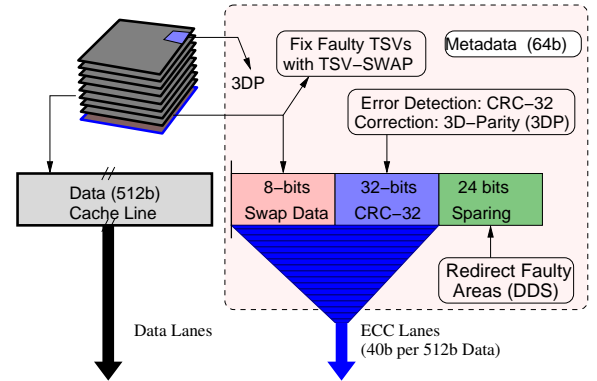 3DP
Fix Faulty TSVs
with TSV−SWAP
Metadata (64b)
Error Detection: CRC−32
Correction: 3D−Parity (3DP)
Data (512b)
Cache Line
8−bits
Swap Data
32−bits
CRC−32
24 bits
Sparing
Redirect Faulty
Areas (DDS)
Data Lanes
ECC Lanes
(40b per 512b Data)